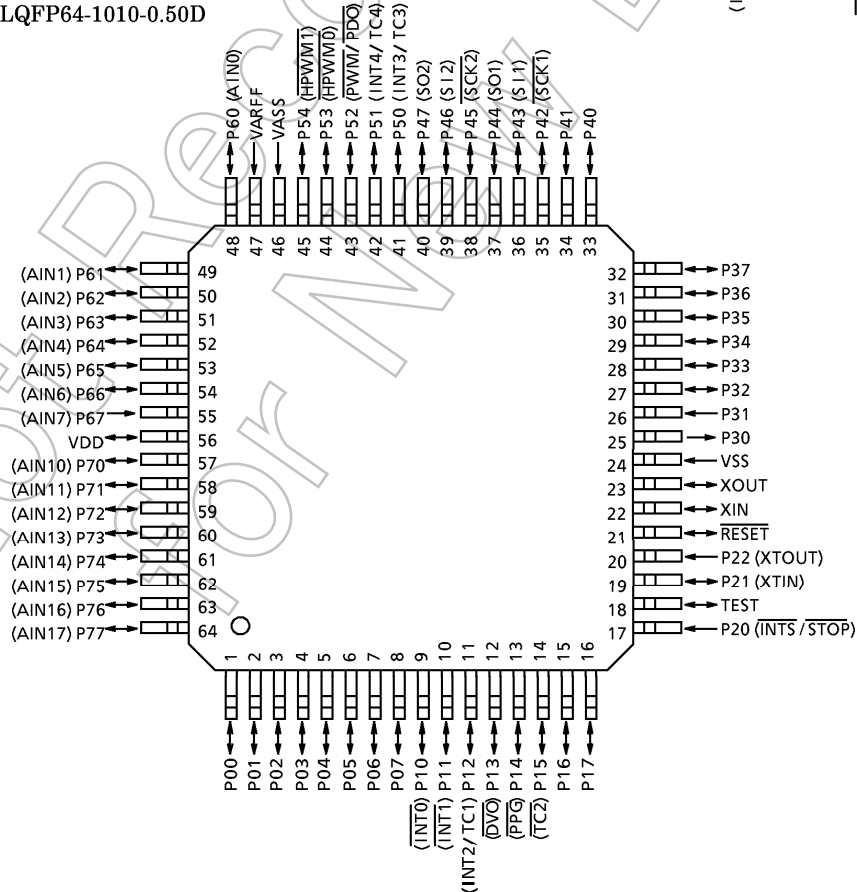 LQFP64-1010-0.50D
P60 (AIN0)
VAREF
VASS
P54 (HPWM1)
P53 (HPWM0)
P52 (PWM/PDO)
P51 (INT4/TC4)
P50 (INT3/TC3)
P47 (SO2)
P46 (SI2)
P45 (SCK2)
P44 (SO1)
P43 (SI1)
P42 (SCK1)
P41
P40
48 47 46 45 44 43 42 41 40 39 38 37 36 35 34 33
(AIN1) P61 49
(AIN2) P62 50
(AIN3) P63 51
(AIN4) P64 52
(AIN5) P65 53
(AIN6) P66 54
(AIN7) P67 55
VDD 56
(AIN10) P70 57
(AIN11) P71 58
(AIN12) P72 59
(AIN13) P73 60
(AIN14) P74 61
(AIN15) P75 62
(AIN16) P76 63
(AIN17) P77 64
32 P37
31 P36
30 P35
29 P34
28 P33
27 P32
26 P31
25 P30
24 VSS
23 XOUT
22 XIN
21 RESET
20 P22 (XTOUT)
19 P21 (XTIN)
18 TEST
17 P20 (INT5/STOP)
1 2 3 4 5 6 7 8 9 10 11 12 13 14 15 16
P00
P01
P02
P03
P04
P05
P06
P07
P10 (INT0)
P11 (INT1)
P12 (INT2/TC1)
P13 (DVO)
P14 (PPG)
P15 (TC2)
P16
P17
Not Reco
for New